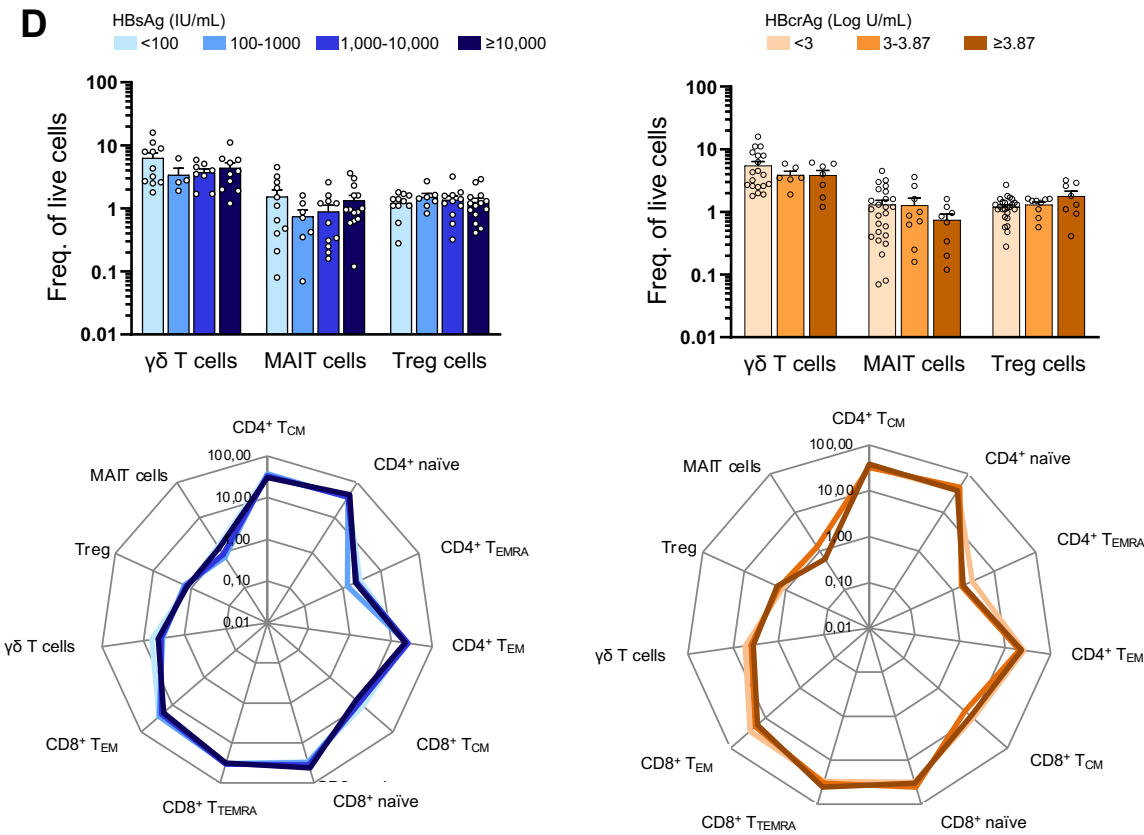 D
HBsAg (IU/mL)
<100 100-1000 1,000-10,000 ≥10,000
Freq. of live cells
100
10
1
0.1
0.01
γδ T cells MAIT cells Treg cells
HBcrAg (Log U/mL)
<3 3-3.87 ≥3.87
Freq. of live cells
100
10
1
0.1
0.01
γδ T cells MAIT cells Treg cells
CD4⁺ TCM
CD4⁺ naïve
CD4⁺ TEMRA
CD4⁺ TEM
CD8⁺ TCM
CD8⁺ naïve
CD8⁺ TTEMRA
CD8⁺ TEM
γδ T cells
Treg
MAIT cells
100,00
10,00
1,00
0,10
0,01
CD4⁺ TCM
CD4⁺ naïve
CD4⁺ TEMRA
CD4⁺ TEM
CD8⁺ TCM
CD8⁺ naïve
CD8⁺ TTEMRA
CD8⁺ TEM
γδ T cells
Treg
MAIT cells
100,00
10,00
1,00
0,10
0,01